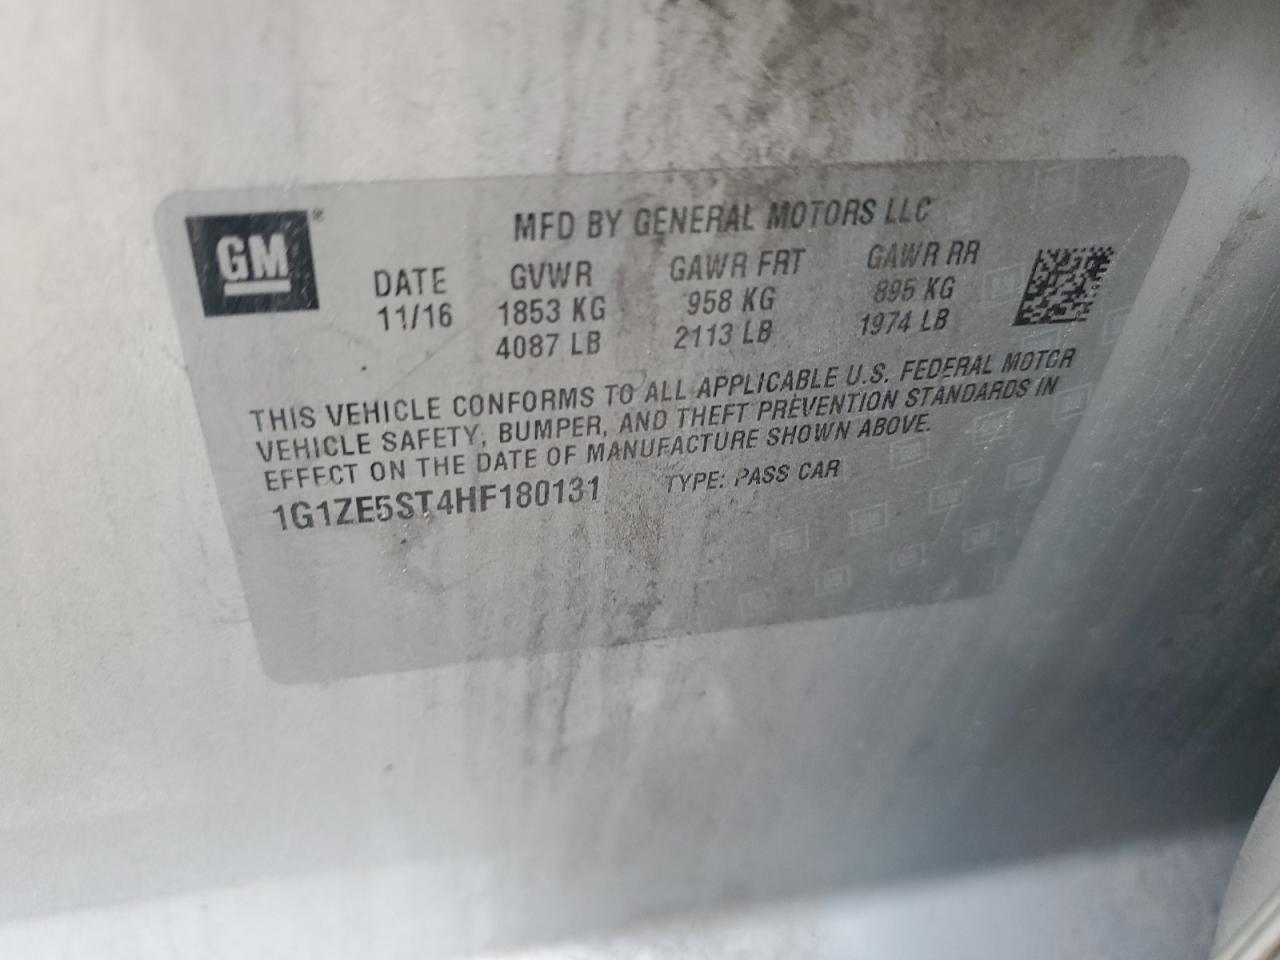 GM
MFD BY GENERAL MOTORS LLC
DATE GVWR GAWR FRT GAWR RR
11/16 1853 KG 958 KG 895 KG
4087 LB 2113 LB 1974 LB
THIS VEHICLE CONFORMS TO ALL APPLICABLE U.S. FEDERAL MOTOR
VEHICLE SAFETY, BUMPER, AND THEFT PREVENTION STANDARDS IN
EFFECT ON THE DATE OF MANUFACTURE SHOWN ABOVE.
1G1ZE5ST4HF180131 TYPE: PASS CAR